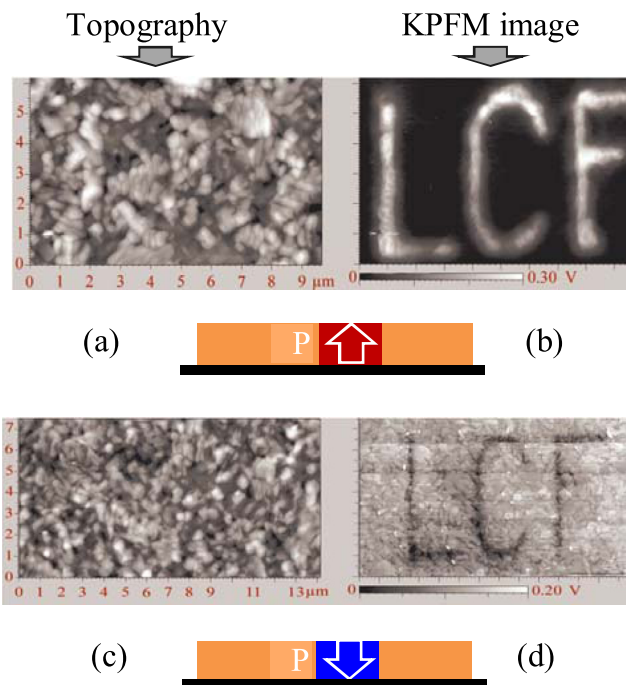 Topography KPFM image
5
4
3
2
1
0
0 1 2 3 4 5 6 7 8 9 μm
LCF
0 0.30 V
(a) P (b)
7
6
5
4
3
2
1
0
0 1 2 3 4 5 6 7 8 9 11 13 μm
LCF
0 0.20 V
(c) P (d)